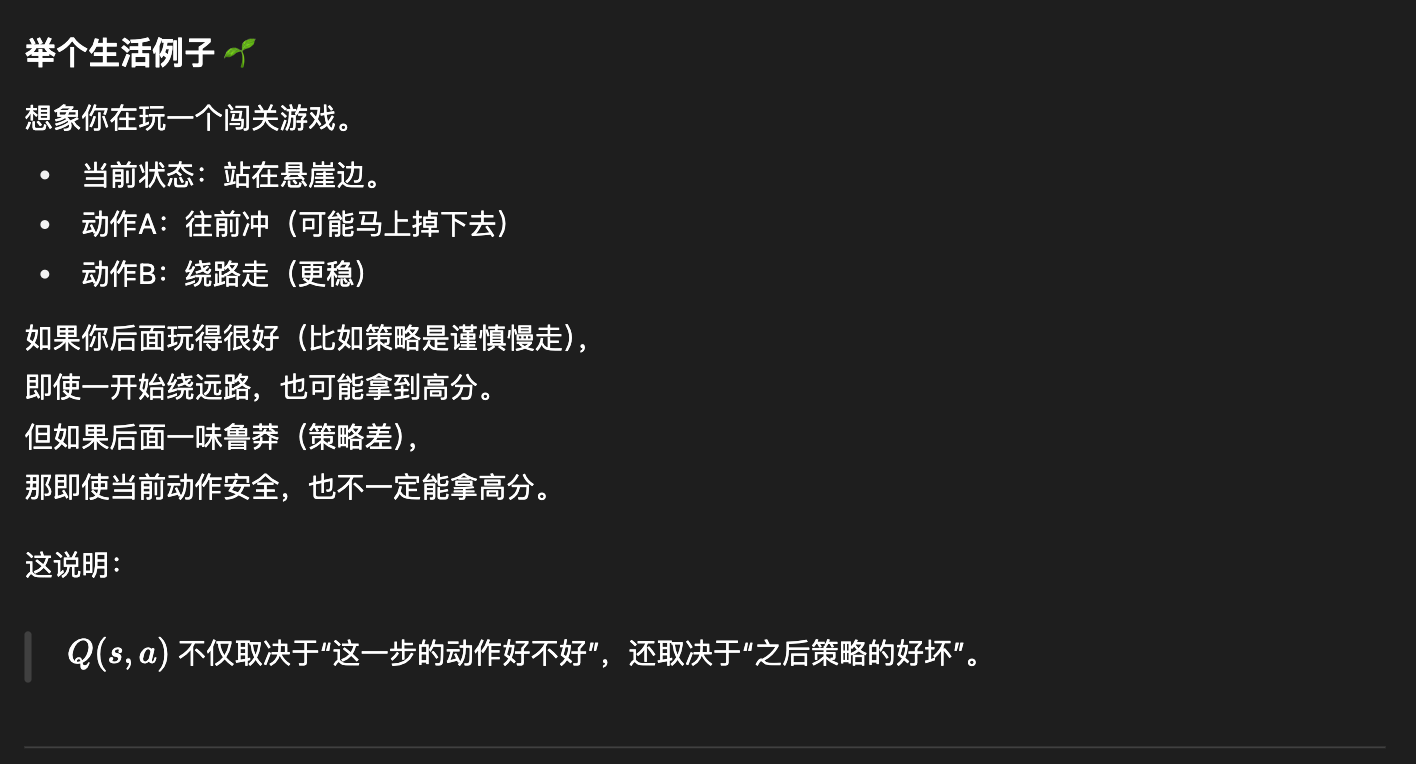 举个生活例子🌱
想象你在玩一个闯关游戏。
• 当前状态：站在悬崖边。
• 动作A：往前冲（可能马上掉下去）
• 动作B：绕路走（更稳）
如果你后面玩得很好（比如策略是谨慎慢走），
即使一开始绕远路，也可能拿到高分。
但如果后面一味鲁莽（策略差），
那即使当前动作安全，也不一定能拿高分。
这说明：
Q(s, a) 不仅取决于“这一步的动作好不好”，还取决于“之后策略的好坏”。